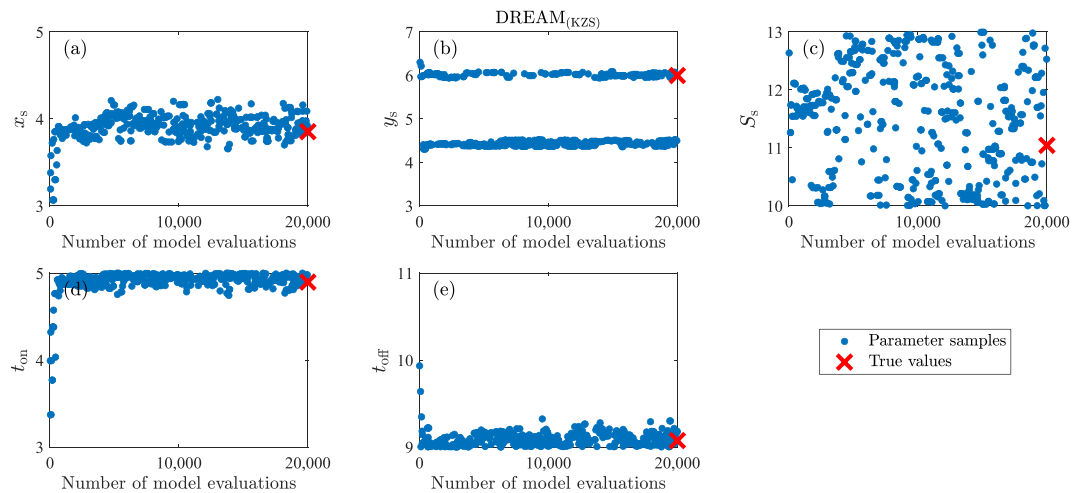 DREAM(KZS)
(a)
5
4
3
xs
0
10,000
20,000
Number of model evaluations
(b)
7
6
5
4
3
ys
0
10,000
20,000
Number of model evaluations
(c)
13
12
11
10
Ss
0
10,000
20,000
Number of model evaluations
(d)
5
4
3
ton
0
10,000
20,000
Number of model evaluations
(e)
11
10
9
toff
0
10,000
20,000
Number of model evaluations
Parameter samples
True values